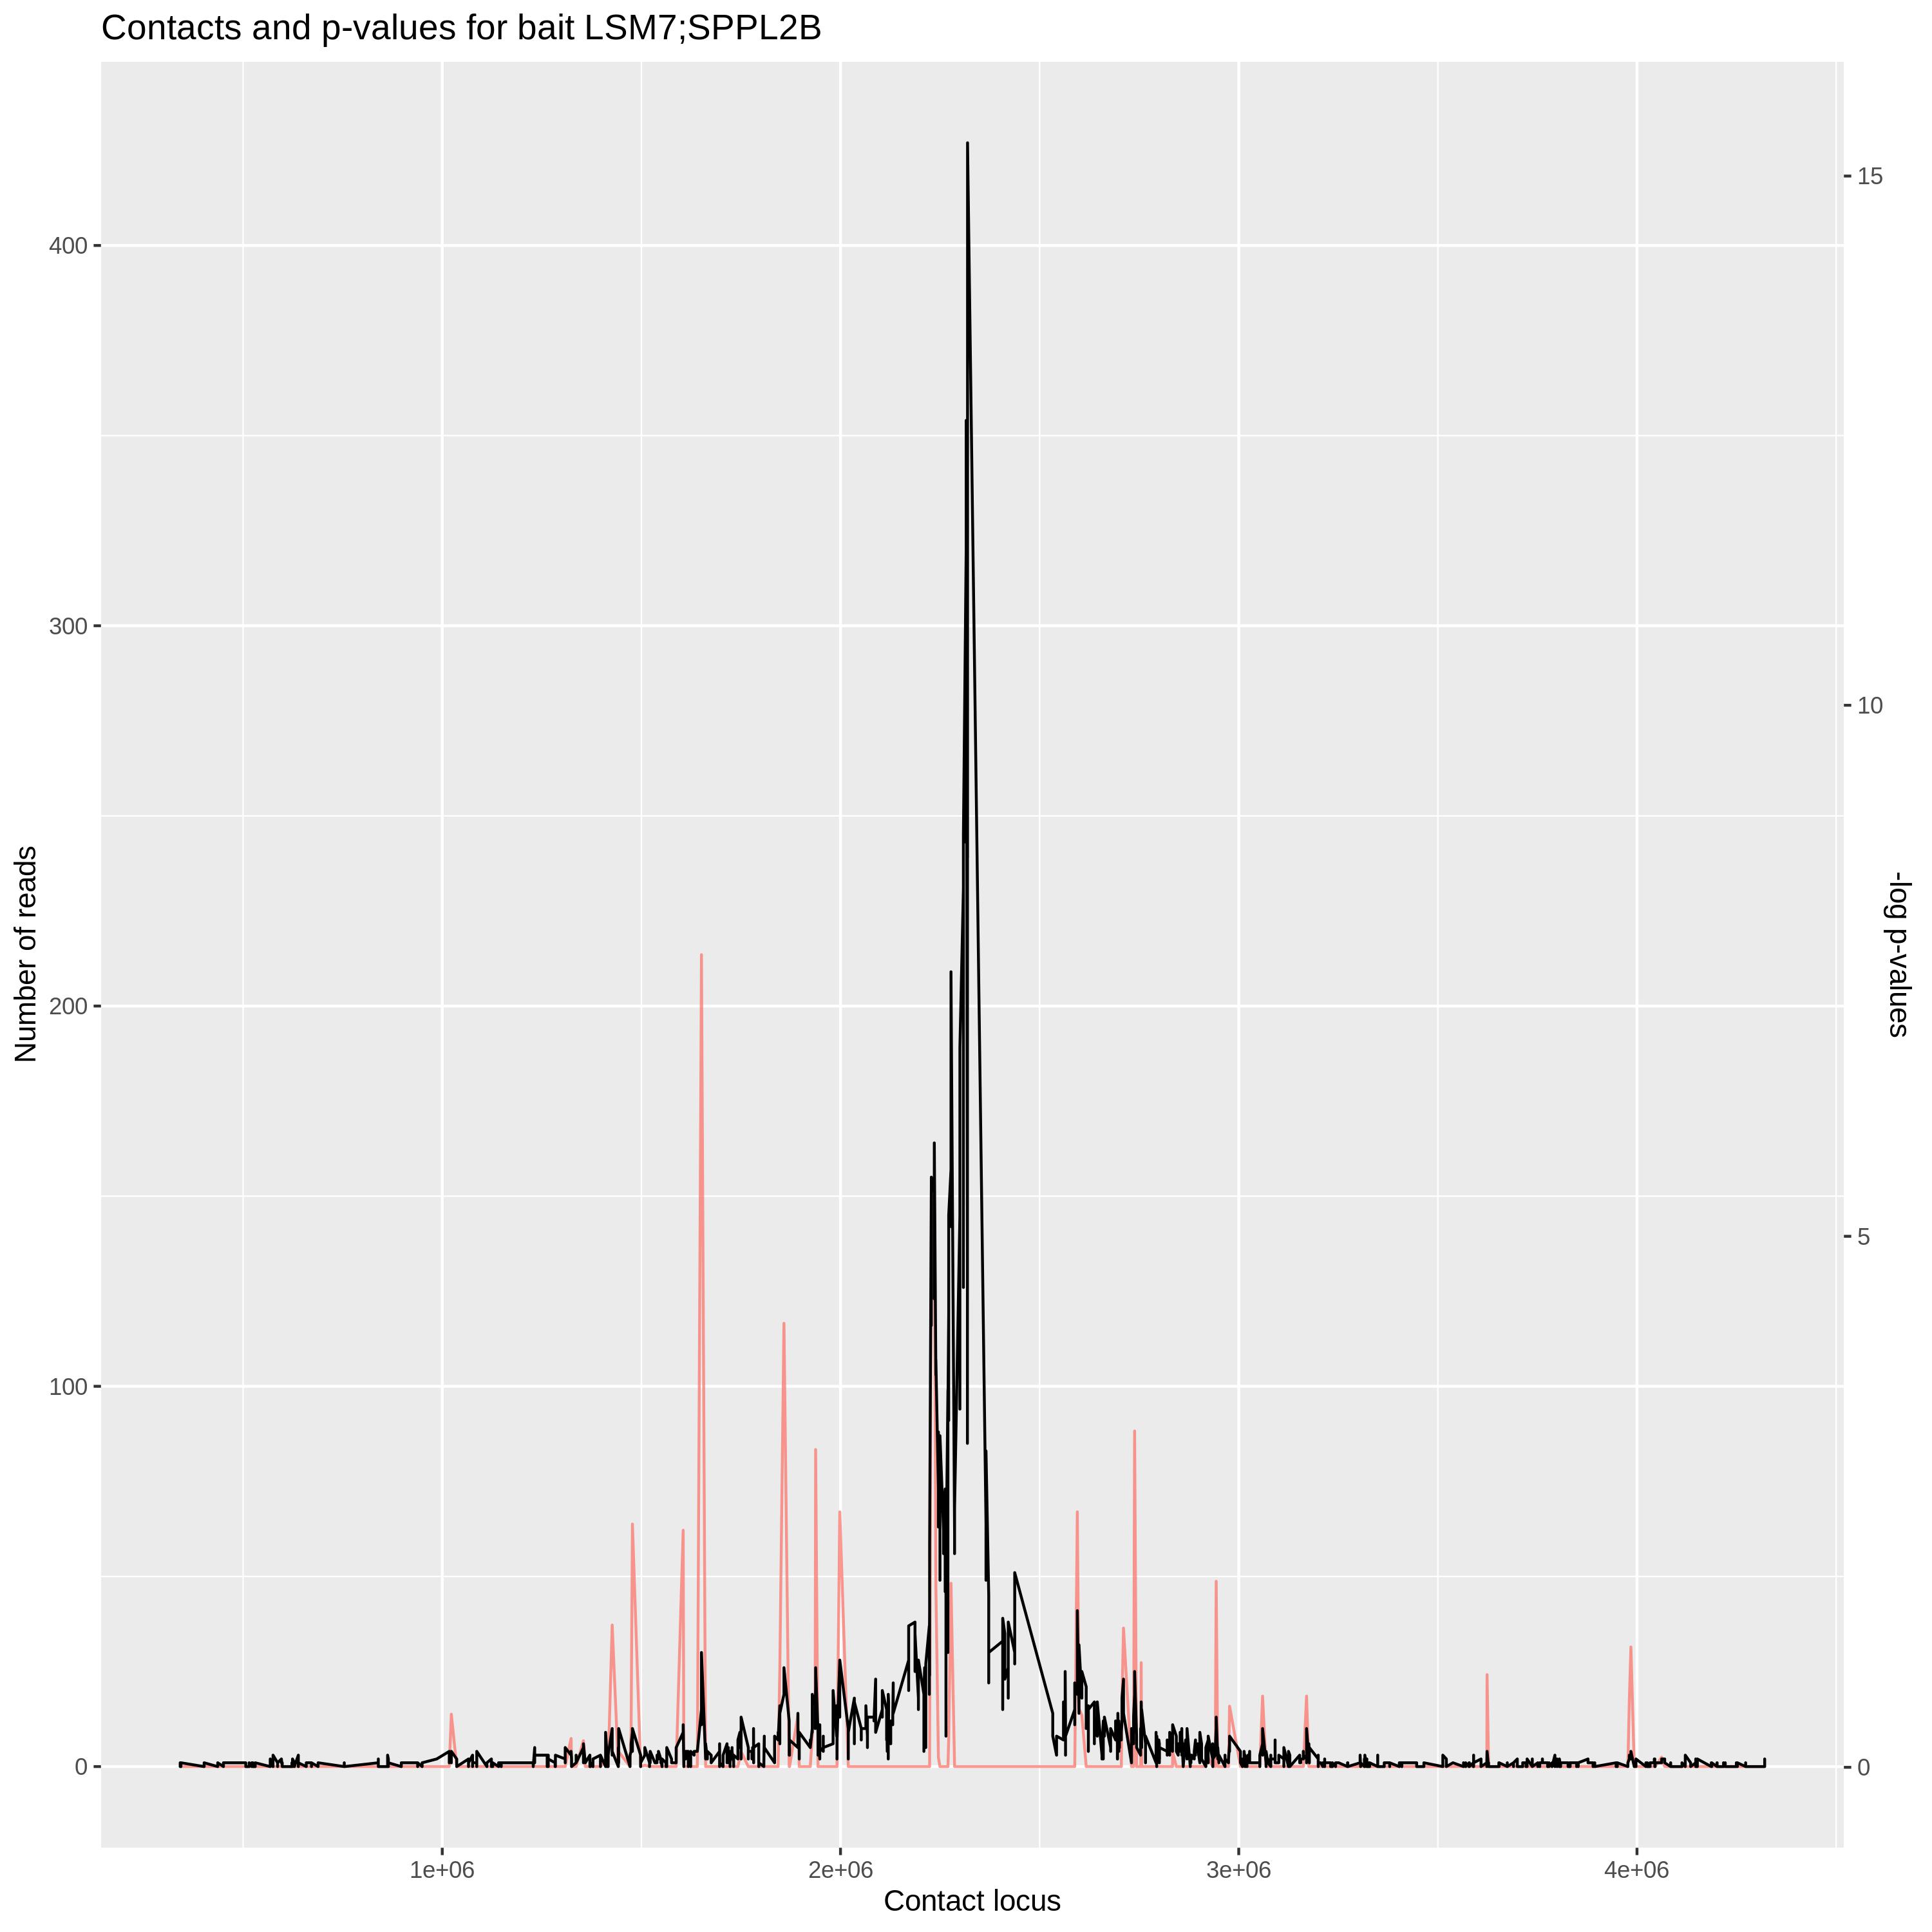 Contacts and p-values for bait LSM7;SPPL2B
Number of reads
400
300
200
100
0
15
10
5
0
-log p-values
1e+06
2e+06
3e+06
4e+06
Contact locus